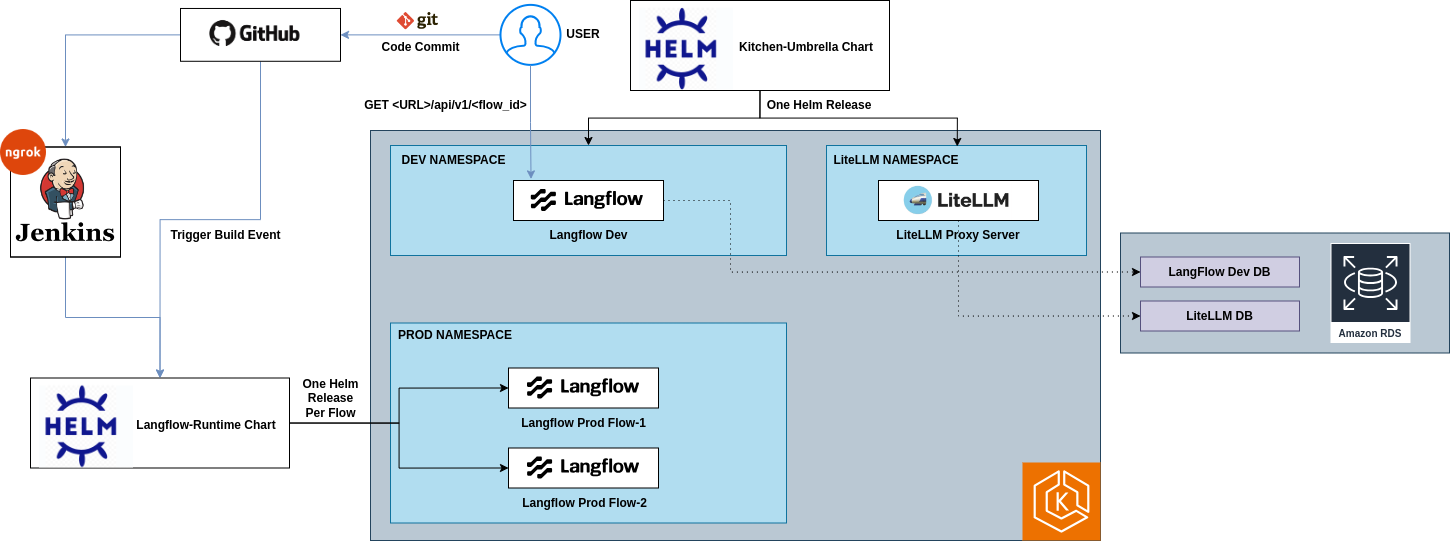 GitHub
git
Code Commit
USER
HELM
Kitchen-Umbrella Chart
GET <URL>/api/v1/<flow_id>
One Helm Release
ngrok
Jenkins
DEV NAMESPACE
Langflow
Langflow Dev
LiteLLM NAMESPACE
LiteLLM
LiteLLM Proxy Server
Trigger Build Event
LangFlow Dev DB
LiteLLM DB
Amazon RDS
PROD NAMESPACE
HELM
Langflow-Runtime Chart
One Helm
Release
Per Flow
Langflow
Langflow Prod Flow-1
Langflow
Langflow Prod Flow-2
K